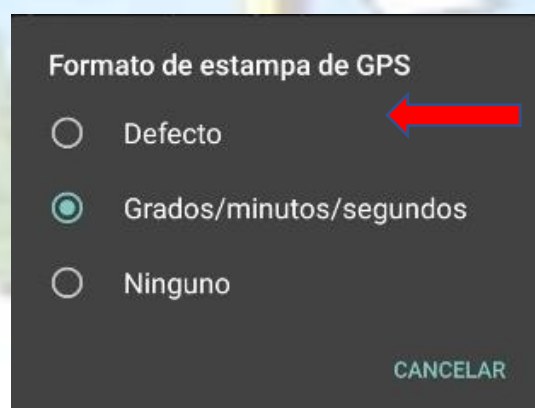 Formato de estampa de GPS
Defecto
Grados/minutos/segundos
Ninguno
CANCELAR